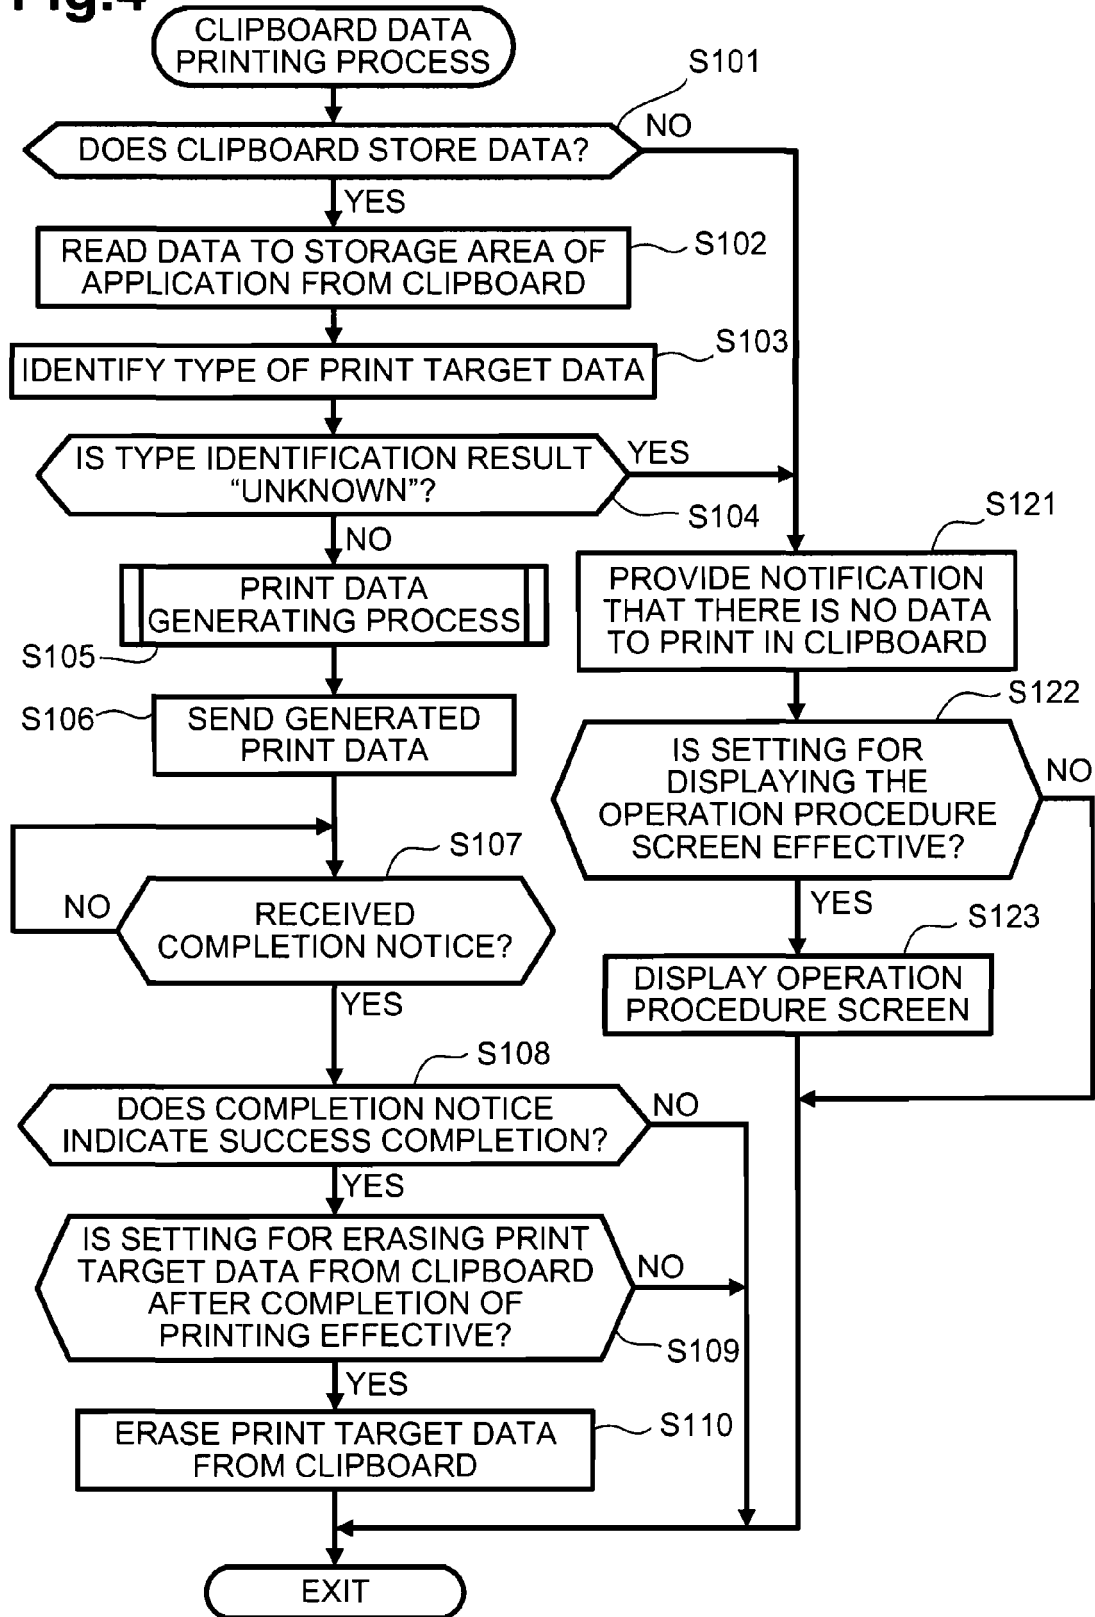 Fig.4
CLIPBOARD DATA
PRINTING PROCESS
S101
DOES CLIPBOARD STORE DATA?
NO
YES
READ DATA TO STORAGE AREA OF
APPLICATION FROM CLIPBOARD
S102
IDENTIFY TYPE OF PRINT TARGET DATA
S103
IS TYPE IDENTIFICATION RESULT
“UNKNOWN”?
YES
S104
NO
PRINT DATA
GENERATING PROCESS
S105
S106
SEND GENERATED
PRINT DATA
S107
RECEIVED
COMPLETION NOTICE?
NO
YES
S108
DOES COMPLETION NOTICE
INDICATE SUCCESS COMPLETION?
NO
YES
IS SETTING FOR ERASING PRINT
TARGET DATA FROM CLIPBOARD
AFTER COMPLETION OF
PRINTING EFFECTIVE?
NO
S109
YES
ERASE PRINT TARGET DATA
FROM CLIPBOARD
S110
S121
PROVIDE NOTIFICATION
THAT THERE IS NO DATA
TO PRINT IN CLIPBOARD
S122
IS SETTING FOR
DISPLAYING THE
OPERATION PROCEDURE
SCREEN EFFECTIVE?
NO
YES
S123
DISPLAY OPERATION
PROCEDURE SCREEN
EXIT